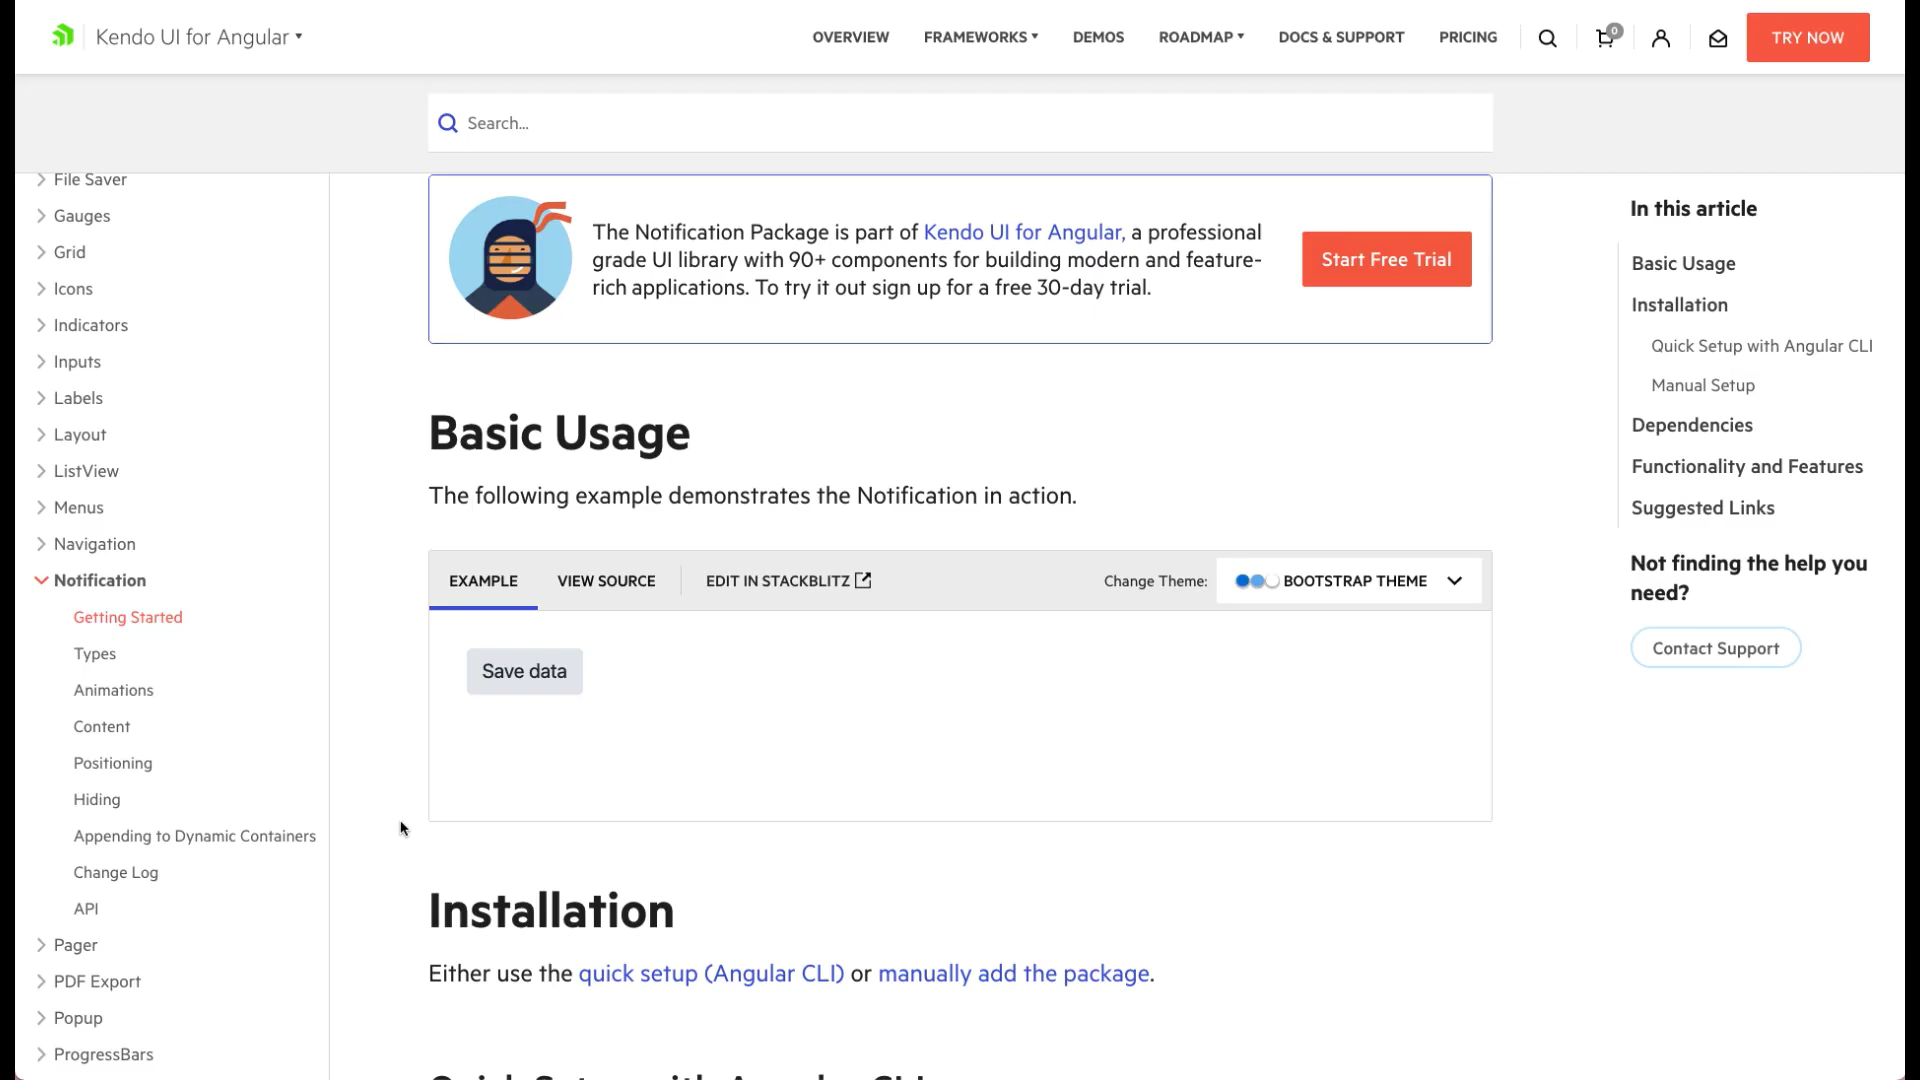 Kendo UI for Angular
OVERVIEW
FRAMEWORKS
DEMOS
ROADMAP
DOCS & SUPPORT
PRICING
0
TRY NOW
Search...
File Saver
Gauges
Grid
Icons
Indicators
Inputs
Labels
Layout
ListView
Menus
Navigation
Notification
Getting Started
Types
Animations
Content
Positioning
Hiding
Appending to Dynamic Containers
Change Log
API
Pager
PDF Export
Popup
ProgressBars
The Notification Package is part of Kendo UI for Angular, a professional
grade UI library with 90+ components for building modern and feature-
rich applications. To try it out sign up for a free 30-day trial.
Start Free Trial
Basic Usage
The following example demonstrates the Notification in action.
EXAMPLE
VIEW SOURCE
EDIT IN STACKBLITZ
Change Theme:
BOOTSTRAP THEME
Save data
Installation
Either use the quick setup (Angular CLI) or manually add the package.
Quick Setup with Angular CLI
In this article
Basic Usage
Installation
Quick Setup with Angular CLI
Manual Setup
Dependencies
Functionality and Features
Suggested Links
Not finding the help you
need?
Contact Support